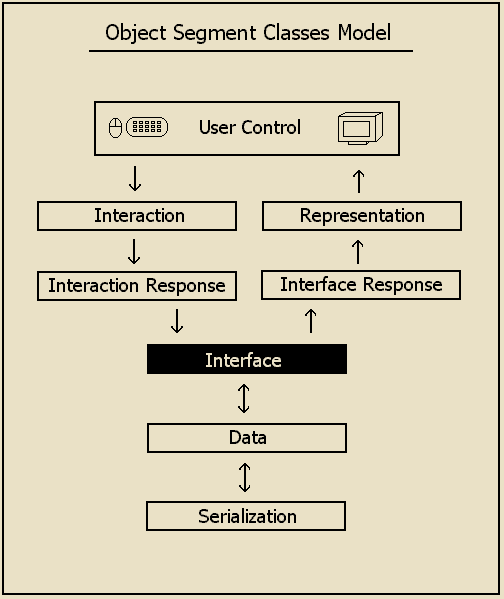 Object Segment Classes Model
User Control
Interaction
Representation
Interaction Response
Interface Response
Interface
Data
Serialization